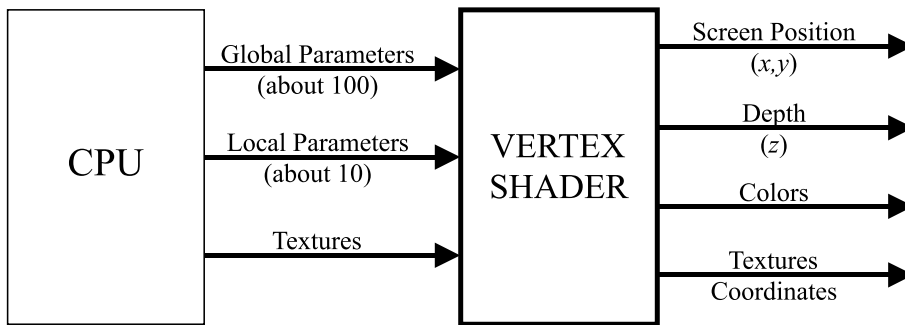 CPU
Global Parameters
(about 100)
Local Parameters
(about 10)
Textures
VERTEX
SHADER
Screen Position
(x,y)
Depth
(z)
Colors
Textures
Coordinates